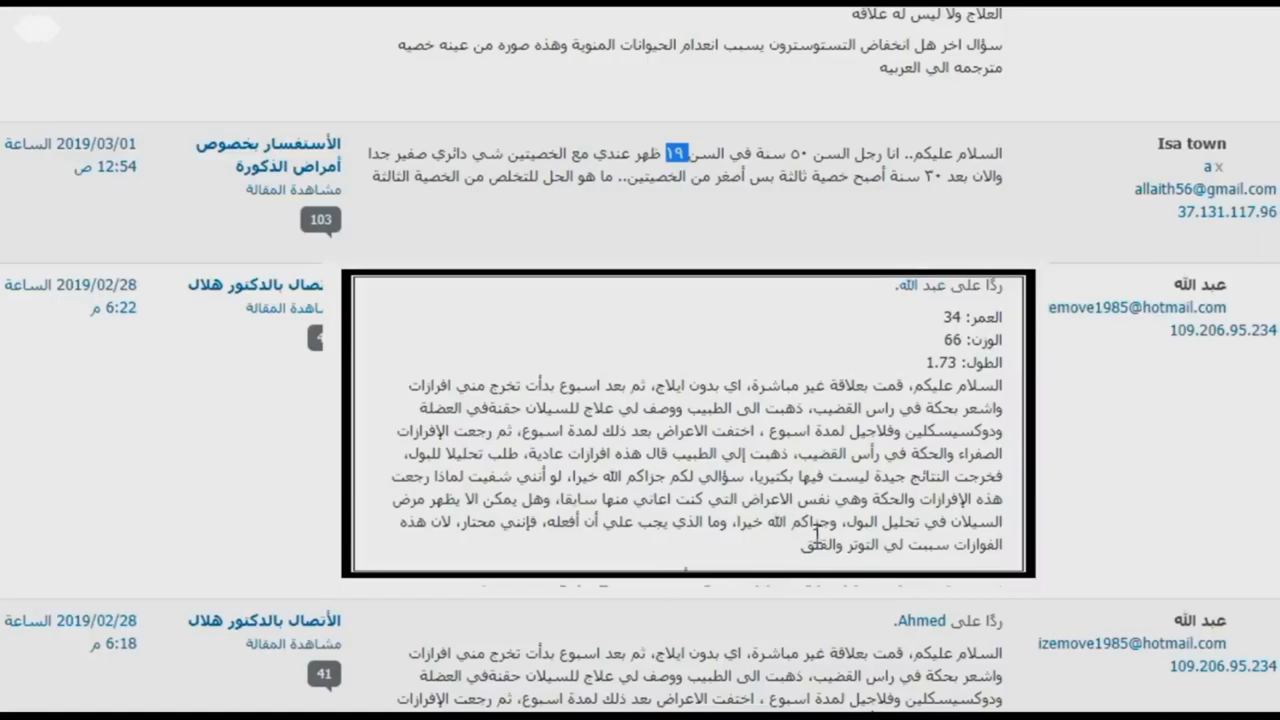 العلاج ولا ليس له علاقه
سؤال اخر هل انخفاض التستوسترون يسبب انعدام الحيوانات المنوية وهذه صوره من عينه خصيه
مترجمه الي العربيه
Isa town
a x
allaith56@gmail.com
37.131.117.96
السلام عليكم.. انا رجل السن ٥٠ سنة في السن ١٩ ظهر عندي مع الخصيتين شي دائري صغير جدا
والان بعد ٣٠ سنة أصبح خصية ثالثة بس أصغر من الخصيتين.. ما هو الحل للتخلص من الخصية الثالثة
الأستغسار بخصوص
أمراض الذكورة
مشاهدة المقالة
103
2019/03/01 الساعة
12:54 ص
عبد الله
emove1985@hotmail.com
109.206.95.234
ردًا على عبد الله.
العمر: 34
الوزن: 66
الطول: 1.73
السلام عليكم، قمت بعلاقة غير مباشرة، اي بدون ايلاج، ثم بعد اسبوع بدأت تخرج مني افرازات
واشعر بحكة في راس القضيب، ذهبت الى الطبيب ووصف لي علاج للسيلان حقنةفي العضلة
ودوكسيسكلين وفلاجيل لمدة اسبوع ، اختفت الاعراض بعد ذلك لمدة اسبوع، ثم رجعت الإفرازات
الصفراء والحكة في رأس القضيب، ذهبت إلي الطبيب قال هذه افرازات عادية، طلب تحليلا للبول،
فخرجت النتائج جيدة ليست فيها بكتيريا، سؤالي لكم جزاكم الله خيرا، لو أنني شفيت لماذا رجعت
هذه الإفرازات والحكة وهي نفس الاعراض التي كنت اعاني منها سابقا، وهل يمكن الا يظهر مرض
السيلان في تحليل البول، وجزاكم الله خيرا، وما الذي يجب علي أن أفعله، فإنني محتار، لان هذه
الفوازات سببت لي التوتر والقلق
تصال بالدكتور هلال
اهدة المقالة
4
2019/02/28 الساعة
6:22 م
عبد الله
izemove1985@hotmail.com
109.206.95.234
ردًا على Ahmed.
السلام عليكم، قمت بعلاقة غير مباشرة، اي بدون ايلاج، ثم بعد اسبوع بدأت تخرج مني افرازات
واشعر بحكة في راس القضيب، ذهبت الى الطبيب ووصف لي علاج للسيلان حقنةفي العضلة
ودوكسيسكلين وفلاجيل لمدة اسبوع ، اختفت الاعراض بعد ذلك لمدة اسبوع، ثم رجعت الإفرازات
الأتصال بالدكتور هلال
مشاهدة المقالة
41
2019/02/28 الساعة
6:18 م